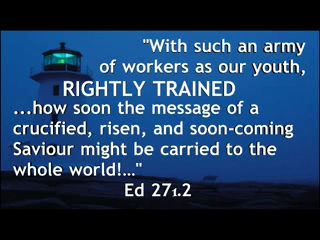 "With such an army
of workers as our youth,
RIGHTLY TRAINED
...how soon the message of a
crucified, risen, and soon-coming
Saviour might be carried to the
whole world!..."
Ed 271.2